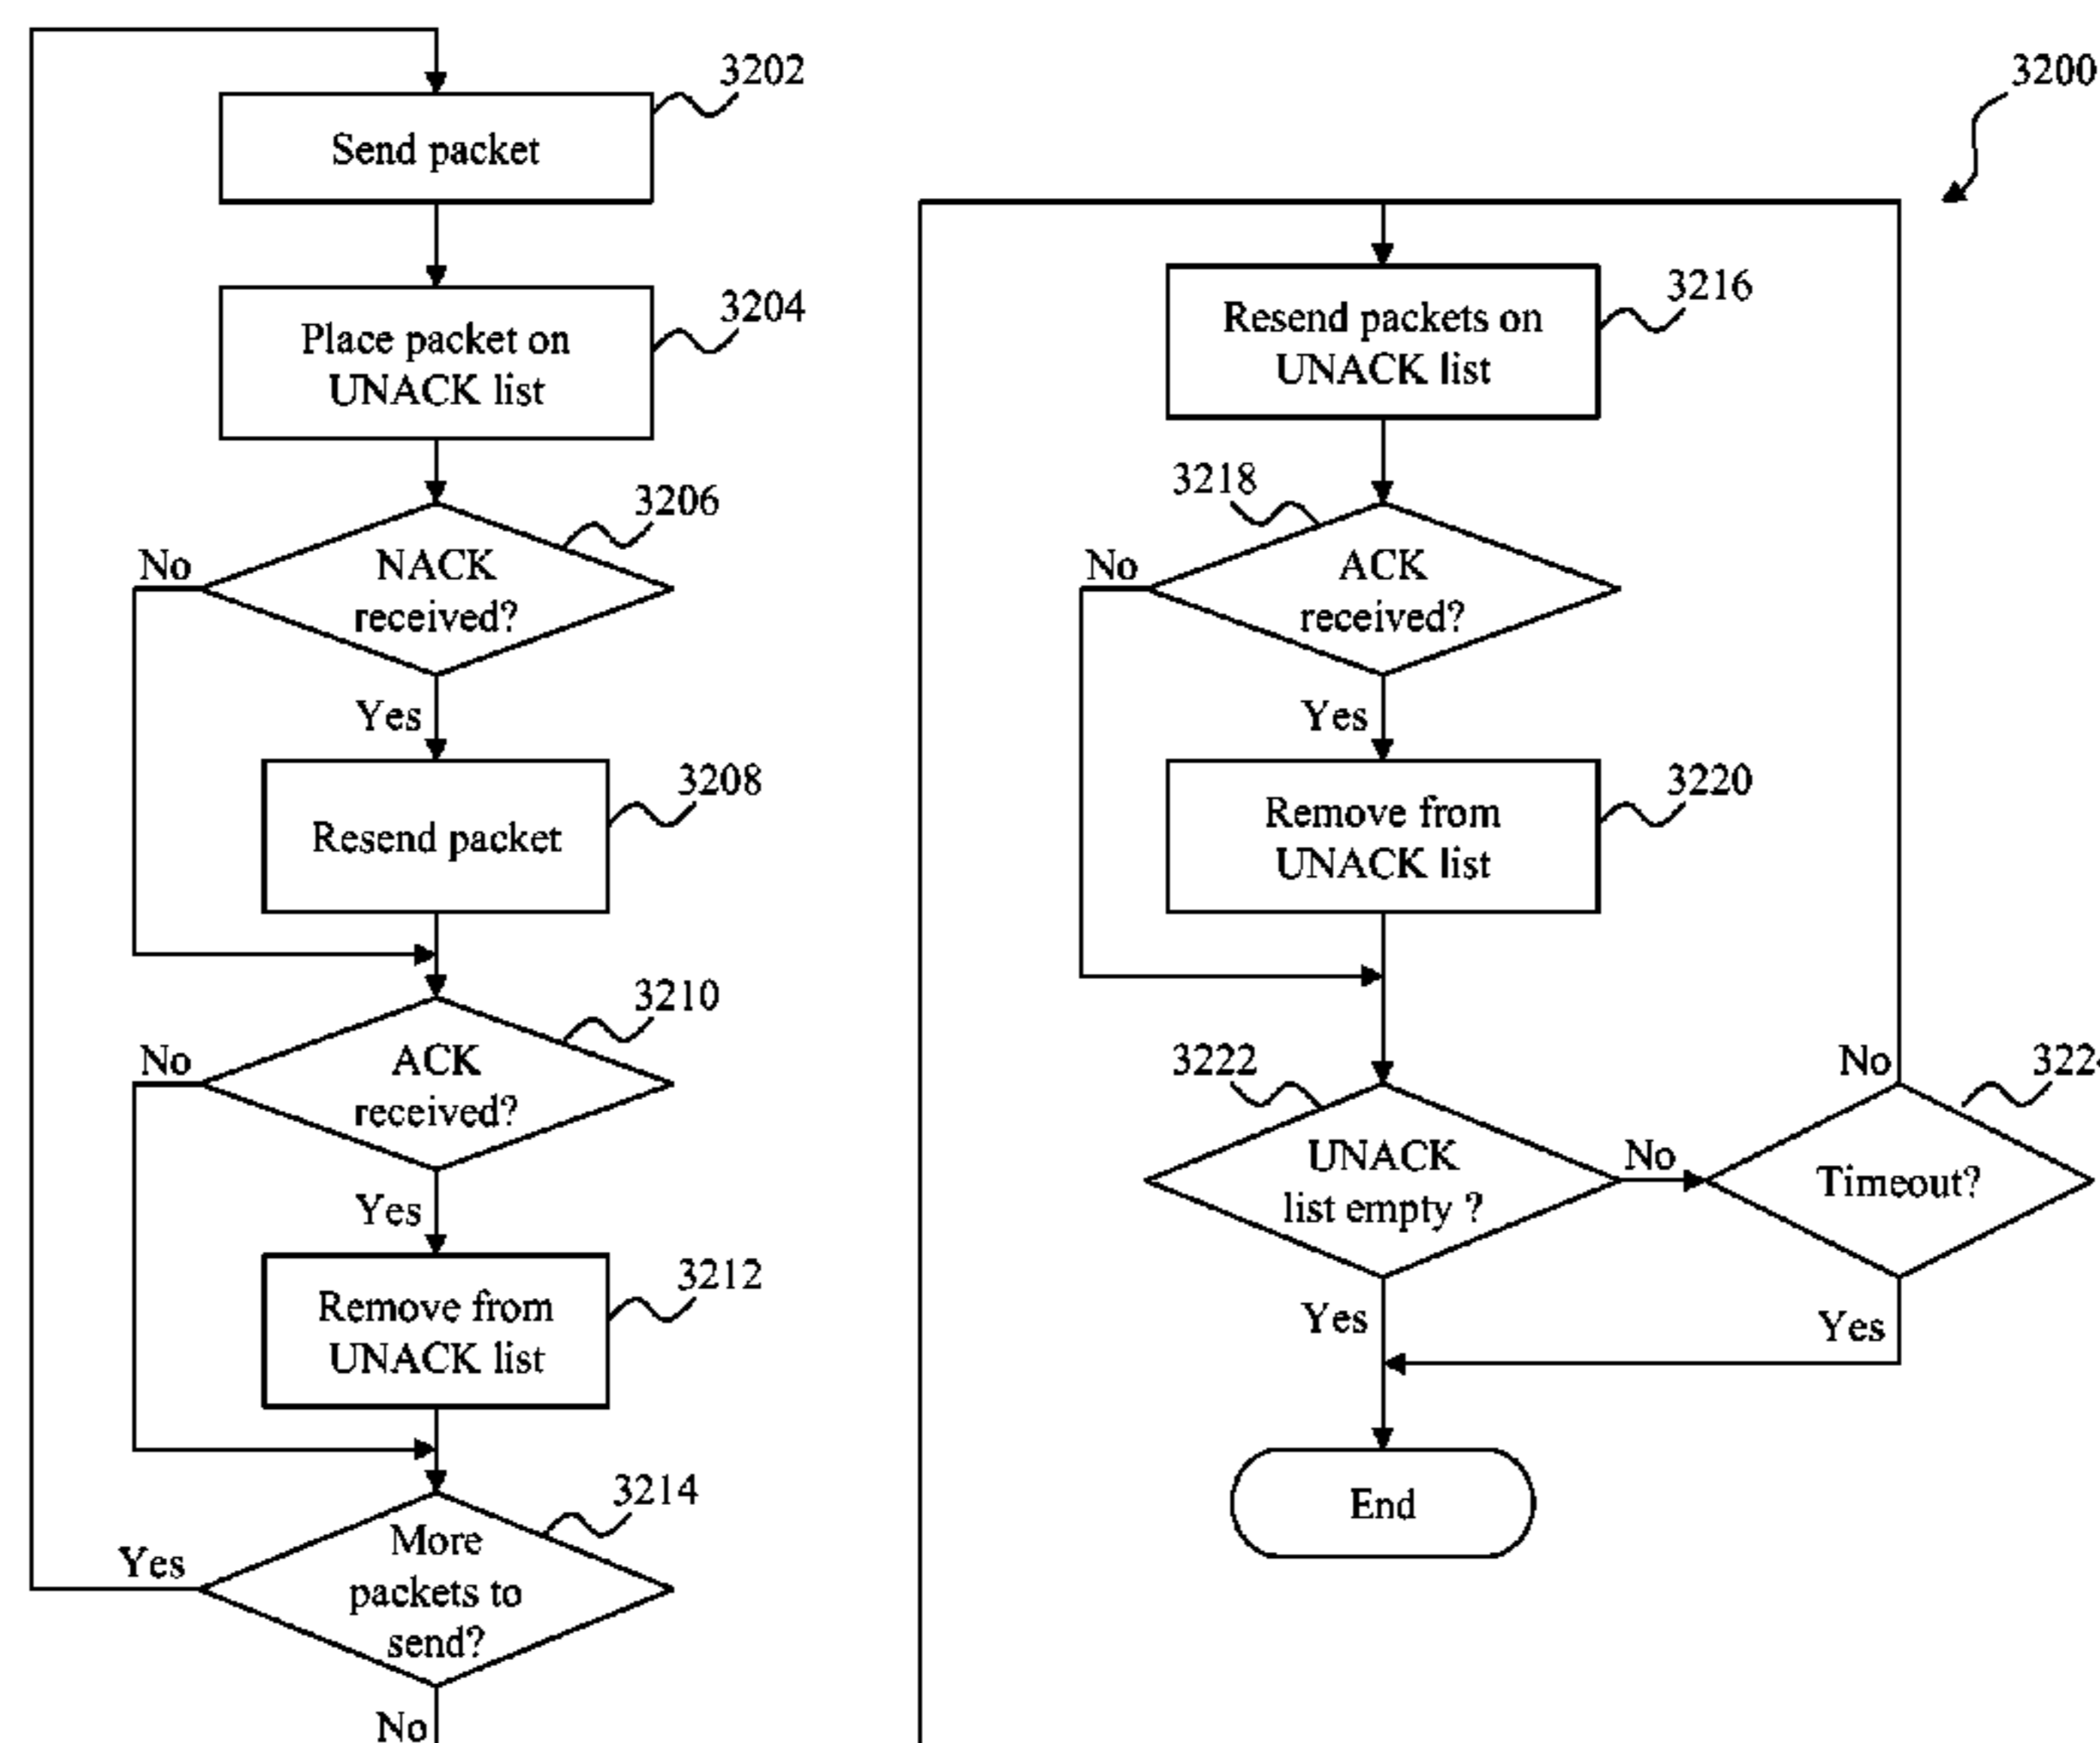 3202
Send packet
3204
Place packet on
UNACK list
3206
NACK
received?
No
Yes
3208
Resend packet
3210
ACK
received?
No
Yes
3212
Remove from
UNACK list
3214
More
packets to
send?
Yes
No
3200
3216
Resend packets on
UNACK list
3218
ACK
received?
No
Yes
3220
Remove from
UNACK list
3222
UNACK
list empty ?
No
Yes
Timeout?
No
Yes
End